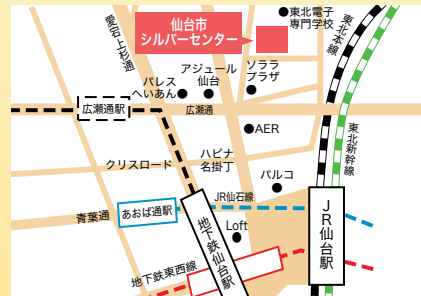 愛宕上杉通
仙台市
シルバーセンター
東北電子
専門学校
東北本線
パレス
へいあん
アジュール
仙台
ソララ
プラザ
広瀬通駅
広瀬通
AER
東北新幹線
クリスロード
ハピナ
名掛丁
パルコ
JR仙石線
青葉通
あおば通駅
地下鉄仙台駅
Loft
JR仙台駅
地下鉄東西線